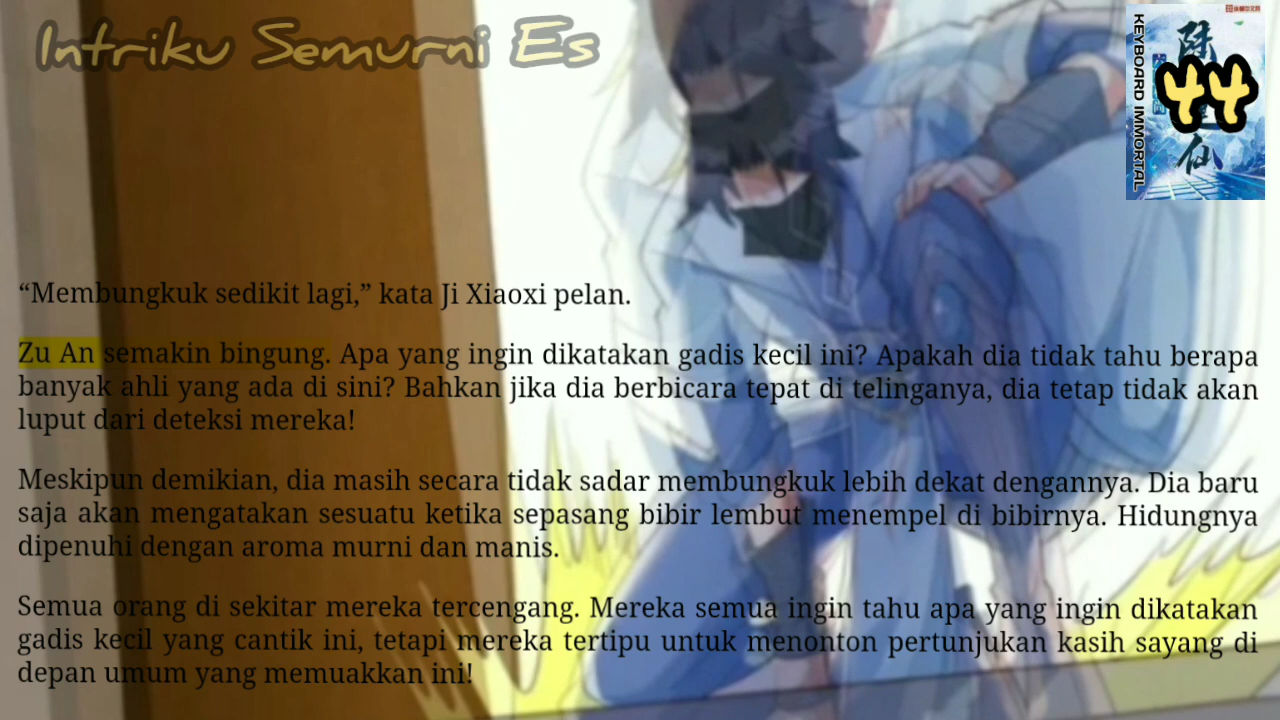 Intriku Semurni Es
KEYBOARD IMMORTAL
44
仙
“Membungkuk sedikit lagi,” kata Ji Xiaoxi pelan.
Zu An semakin bingung. Apa yang ingin dikatakan gadis kecil ini? Apakah dia tidak tahu berapa
banyak ahli yang ada di sini? Bahkan jika dia berbicara tepat di telinganya, dia tetap tidak akan
luput dari deteksi mereka!
Meskipun demikian, dia masih secara tidak sadar membungkuk lebih dekat dengannya. Dia baru
saja akan mengatakan sesuatu ketika sepasang bibir lembut menempel di bibirnya. Hidungnya
dipenuhi dengan aroma murni dan manis.
Semua orang di sekitar mereka tercengang. Mereka semua ingin tahu apa yang ingin dikatakan
gadis kecil yang cantik ini, tetapi mereka tertipu untuk menonton pertunjukan kasih sayang di
depan umum yang memuakkan ini!